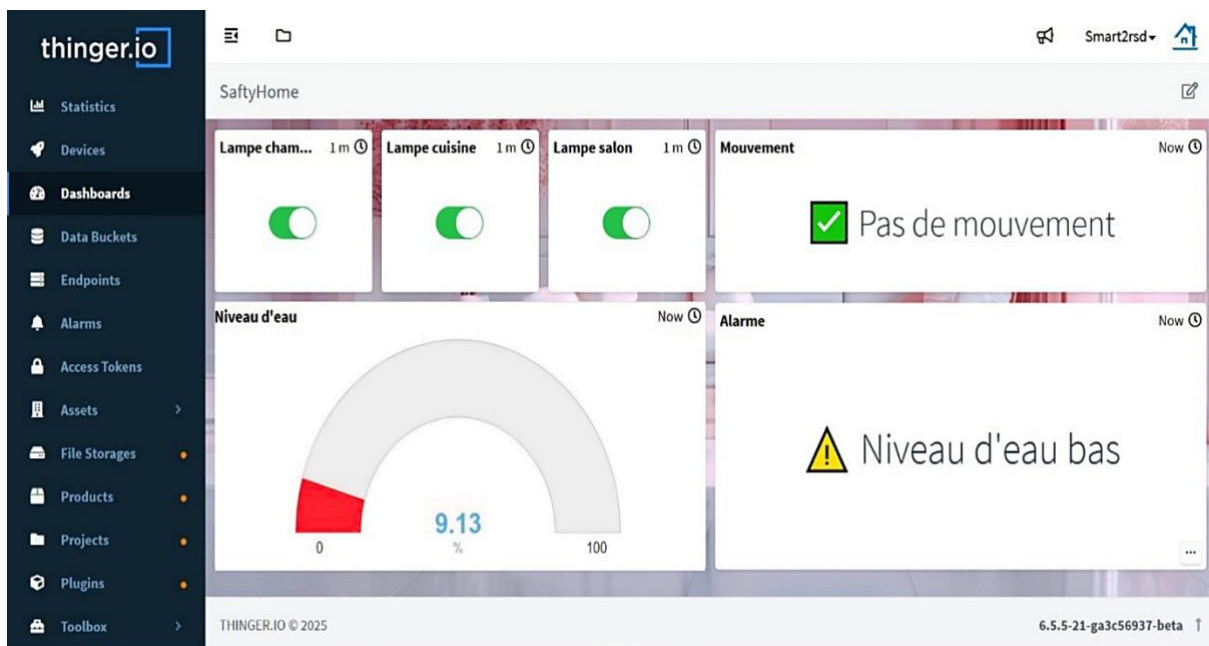 thinger.io
Smart2rsd
SaftyHome
Statistics
Devices
Dashboards
Data Buckets
Endpoints
Alarms
Access Tokens
Assets
File Storages
Products
Projects
Plugins
Toolbox
Lampe cham... 1 m
Lampe cuisine 1 m
Lampe salon 1 m
Mouvement Now
Pas de mouvement
Niveau d'eau Now
9.13
%
0 100
Alarme Now
Niveau d'eau bas
...
THINGER.IO © 2025
6.5.5-21-ga3c56937-beta